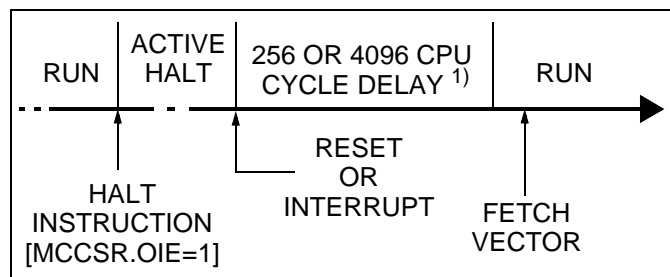 RUN
ACTIVE
HALT
256 OR 4096 CPU
CYCLE DELAY 1)
RUN
HALT
INSTRUCTION
[MCCSR.OIE=1]
RESET
OR
INTERRUPT
FETCH
VECTOR